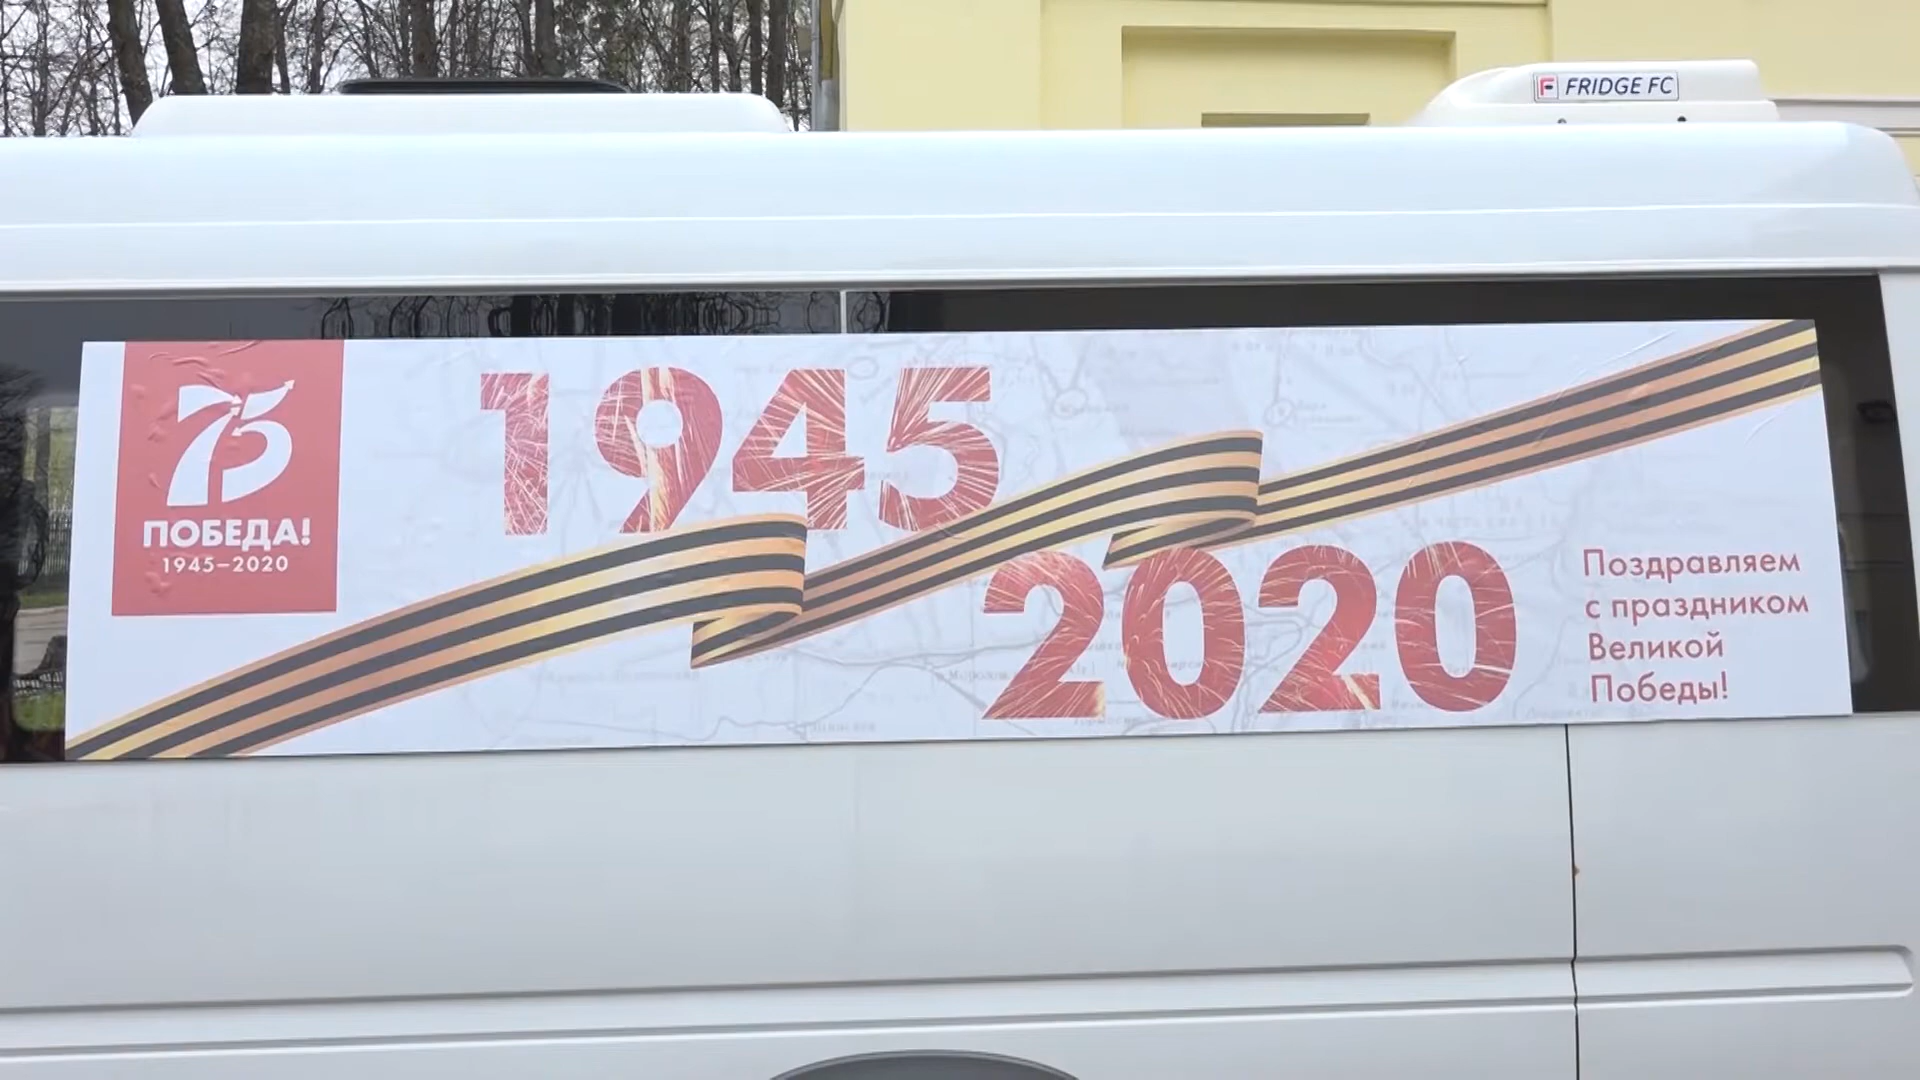 FRIDGE FC
75
ПОБЕДА!
1945–2020
1945
2020
Поздравляем
с праздником
Великой
Победы!